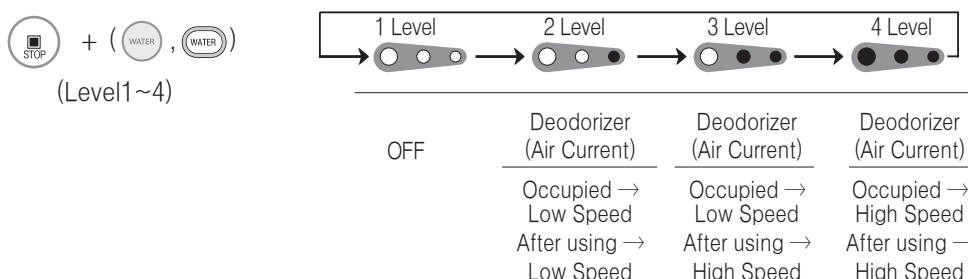 STOP + ( WATER , WATER )
(Level1~4)
1 Level 2 Level 3 Level 4 Level
OFF
Deodorizer
(Air Current)
Occupied →
Low Speed
After using →
Low Speed
Deodorizer
(Air Current)
Occupied →
Low Speed
After using →
High Speed
Deodorizer
(Air Current)
Occupied →
High Speed
After using →
High Speed